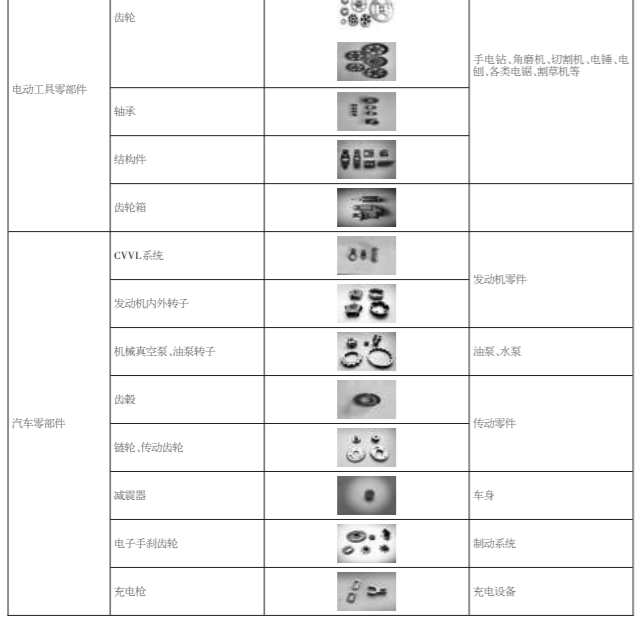 齿轮
手电钻、角磨机、切割机、电锤、电
刨、各类电锯、割草机等
电动工具零部件
轴承
结构件
齿轮箱
CVVL系统
发动机零件
发动机内外转子
机械真空泵、油泵转子
油泵、水泵
齿毂
传动零件
汽车零部件
链轮、传动齿轮
减震器
车身
电子手刹齿轮
制动系统
充电枪
充电设备